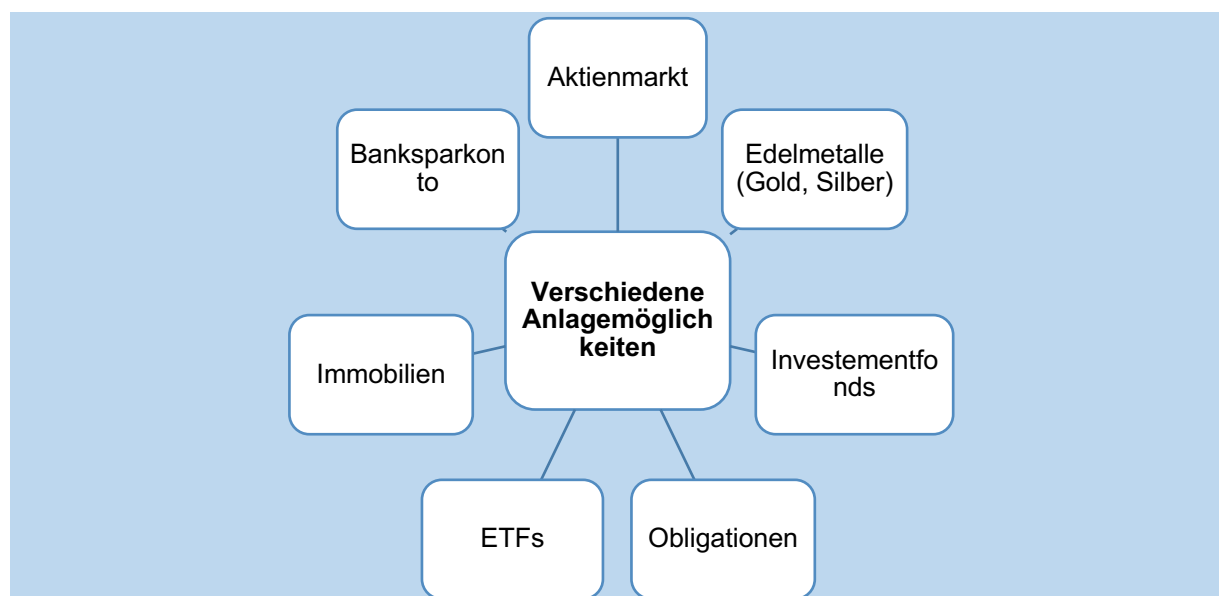 Aktienmarkt
Banksparkon
to
Edelmetalle
(Gold, Silber)
Verschiedene
Anlagemöglich
keiten
Immobilien
Investementfo
nds
ETFs
Obligationen